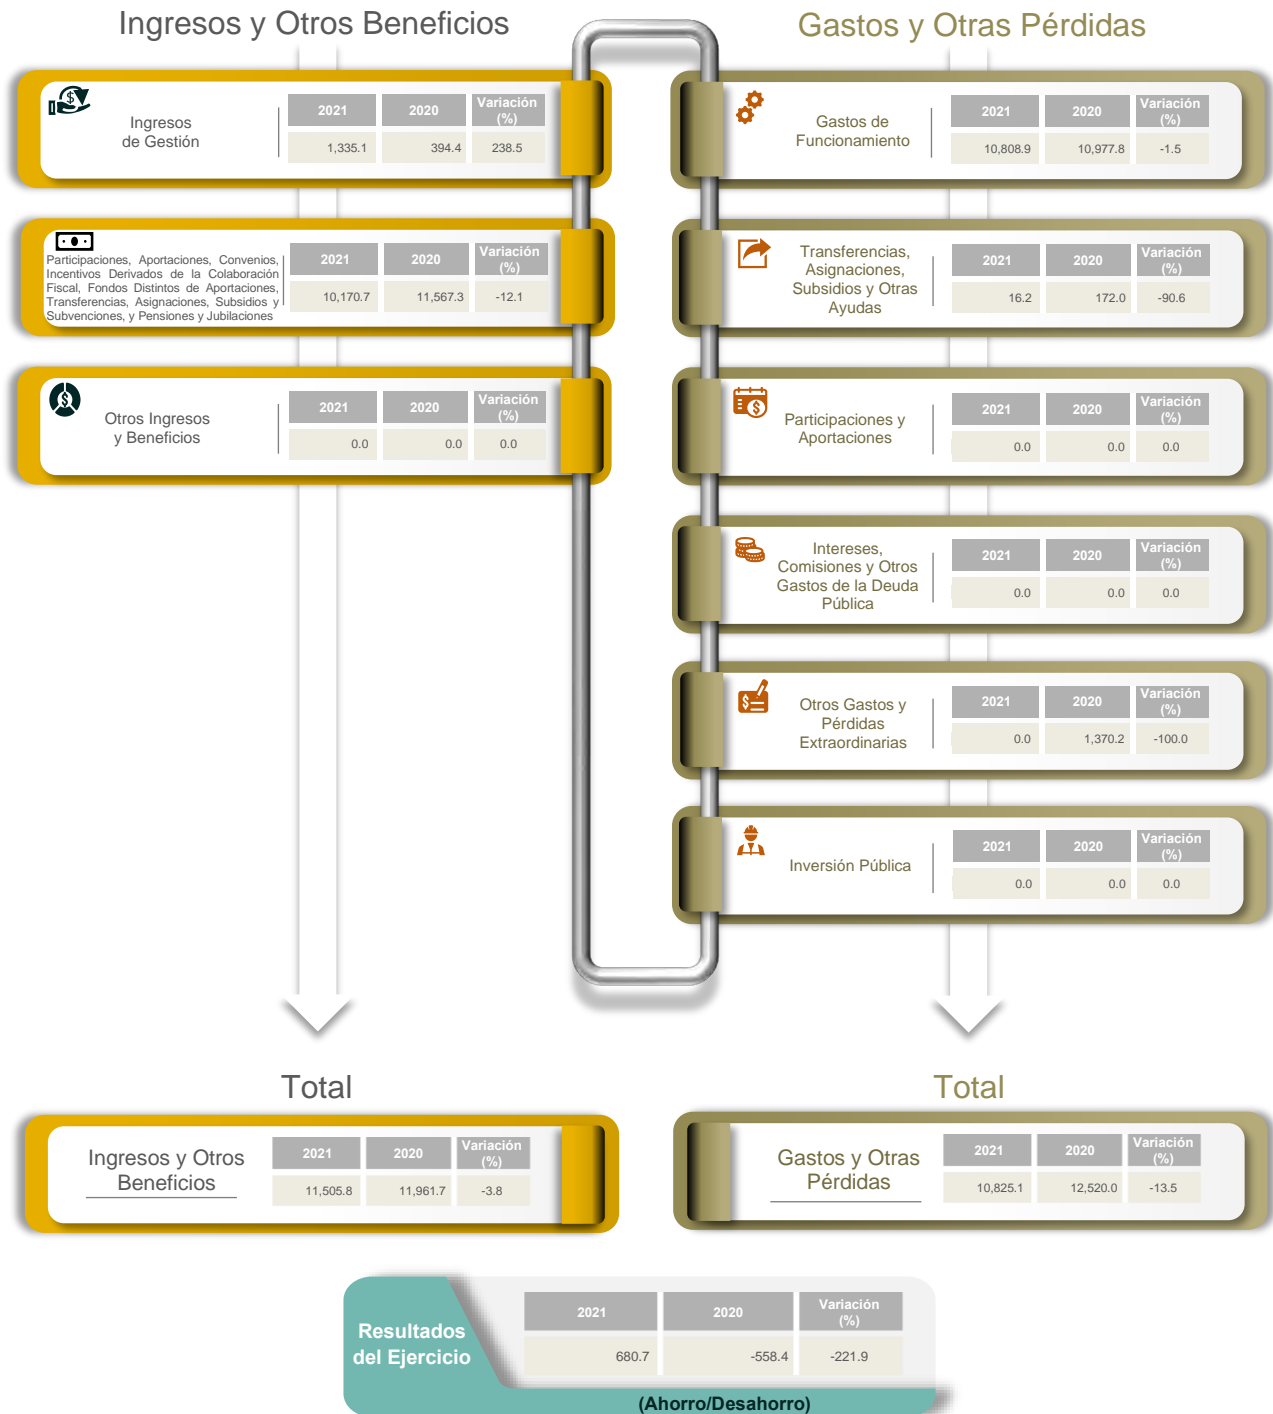 Ingresos y Otros Beneficios
Ingresos
de Gestión
2021 2020 Variación
(%)
1,335.1 394.4 238.5
Participaciones, Aportaciones, Convenios,
Incentivos Derivados de la Colaboración
Fiscal, Fondos Distintos de Aportaciones,
Transferencias, Asignaciones, Subsidios y
Subvenciones, y Pensiones y Jubilaciones
2021 2020 Variación
(%)
10,170.7 11,567.3 -12.1
Otros Ingresos
y Beneficios
2021 2020 Variación
(%)
0.0 0.0 0.0
Total
Ingresos y Otros
Beneficios
2021 2020 Variación
(%)
11,505.8 11,961.7 -3.8
Gastos y Otras Pérdidas
Gastos de
Funcionamiento
2021 2020 Variación
(%)
10,808.9 10,977.8 -1.5
Transferencias,
Asignaciones,
Subsidios y Otras
Ayudas
2021 2020 Variación
(%)
16.2 172.0 -90.6
Participaciones y
Aportaciones
2021 2020 Variación
(%)
0.0 0.0 0.0
Intereses,
Comisiones y Otros
Gastos de la Deuda
Pública
2021 2020 Variación
(%)
0.0 0.0 0.0
Otros Gastos y
Pérdidas
Extraordinarias
2021 2020 Variación
(%)
0.0 1,370.2 -100.0
Inversión Pública
2021 2020 Variación
(%)
0.0 0.0 0.0
Total
Gastos y Otras
Pérdidas
2021 2020 Variación
(%)
10,825.1 12,520.0 -13.5
Resultados
del Ejercicio
2021 2020 Variación
(%)
680.7 -558.4 -221.9
(Ahorro/Desahorro)